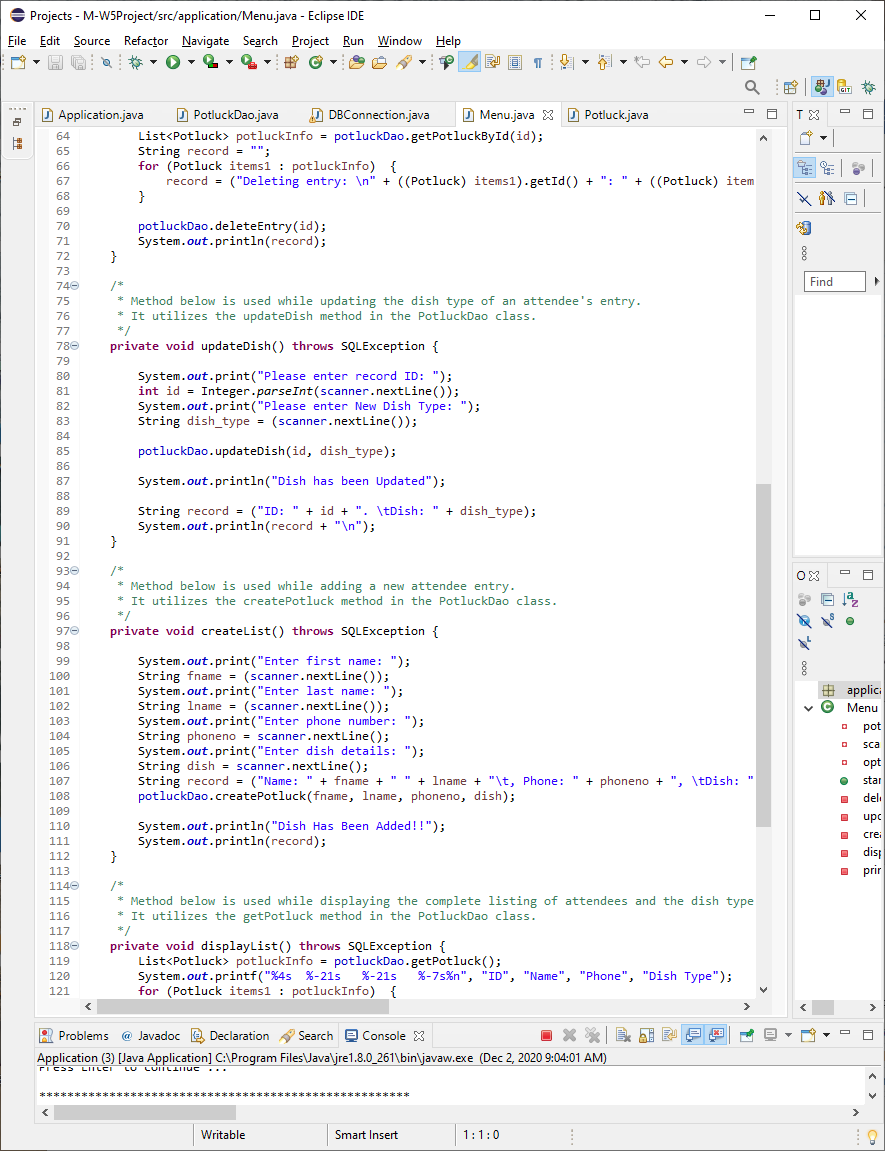 Projects - M-W5Project/src/application/Menu.java - Eclipse IDE
File Edit Source Refactor Navigate Search Project Run Window Help
Application.java PotluckDao.java DBConnection.java Menu.java Potluck.java
64 List<Potluck> potluckInfo = potluckDao.getPotluckById(id);
65 String record = "";
66 for (Potluck items1 : potluckInfo) {
67 record = ("Deleting entry: \n" + ((Potluck) items1).getId() + ": " + ((Potluck) item
68 }
69
70 potluckDao.deleteEntry(id);
71 System.out.println(record);
72 }
73
74 /*
75 * Method below is used while updating the dish type of an attendee's entry.
76 * It utilizes the updateDish method in the PotluckDao class.
77 */
78 private void updateDish() throws SQLException {
79
80 System.out.print("Please enter record ID: ");
81 int id = Integer.parseInt(scanner.nextLine());
82 System.out.print("Please enter New Dish Type: ");
83 String dish_type = (scanner.nextLine());
84
85 potluckDao.updateDish(id, dish_type);
86
87 System.out.println("Dish has been Updated");
88
89 String record = ("ID: " + id + ". \tDish: " + dish_type);
90 System.out.println(record + "\n");
91 }
92
93 /*
94 * Method below is used while adding a new attendee entry.
95 * It utilizes the createPotluck method in the PotluckDao class.
96 */
97 private void createList() throws SQLException {
98
99 System.out.print("Enter first name: ");
100 String fname = (scanner.nextLine());
101 System.out.print("Enter last name: ");
102 String lname = (scanner.nextLine());
103 System.out.print("Enter phone number: ");
104 String phoneno = scanner.nextLine();
105 System.out.print("Enter dish details: ");
106 String dish = scanner.nextLine();
107 String record = ("Name: " + fname + " " + lname + "\t, Phone: " + phoneno + ", \tDish: "
108 potluckDao.createPotluck(fname, lname, phoneno, dish);
109
110 System.out.println("Dish Has Been Added!!");
111 System.out.println(record);
112 }
113
114 /*
115 * Method below is used while displaying the complete listing of attendees and the dish type
116 * It utilizes the getPotluck method in the PotluckDao class.
117 */
118 private void displayList() throws SQLException {
119 List<Potluck> potluckInfo = potluckDao.getPotluck();
120 System.out.printf("%4s  %-21s   %-21s   %-7s%n", "ID", "Name", "Phone", "Dish Type");
121 for (Potluck items1 : potluckInfo) {
T
Find
O
applica
Menu
pot
sca
opt
star
dele
upd
crea
disp
prin
Problems @ Javadoc Declaration Search Console
Application (3) [Java Application] C:\Program Files\Java\jre1.8.0_261\bin\javaw.exe (Dec 2, 2020 9:04:01 AM)
Press Enter to continue ...
*****************************************************
Writable Smart Insert 1 : 1 : 0